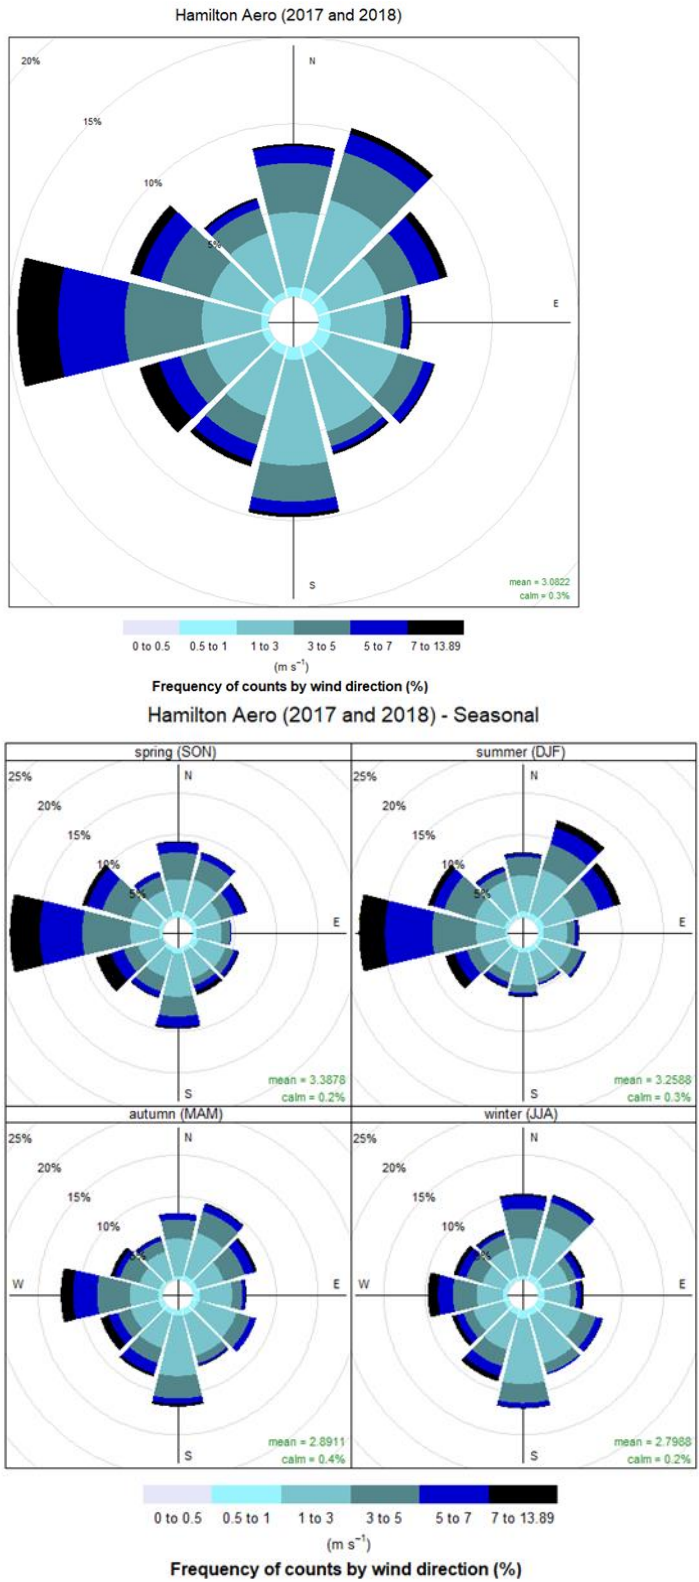 Hamilton Aero (2017 and 2018)
20%
N
15%
10%
5%
E
S
mean = 3.0822
calm = 0.3%
0 to 0.5 0.5 to 1 1 to 3 3 to 5 5 to 7 7 to 13.89
(m s⁻¹)
Frequency of counts by wind direction (%)
Hamilton Aero (2017 and 2018) - Seasonal
spring (SON)
25%
N
20%
15%
10%
5%
E
S
mean = 3.3878
calm = 0.2%
summer (DJF)
25%
N
20%
15%
10%
5%
E
S
mean = 3.2588
calm = 0.3%
autumn (MAM)
25%
N
20%
15%
10%
5%
W
E
S
mean = 2.8911
calm = 0.4%
winter (JJA)
25%
N
20%
15%
10%
5%
W
E
S
mean = 2.7988
calm = 0.2%
0 to 0.5 0.5 to 1 1 to 3 3 to 5 5 to 7 7 to 13.89
(m s⁻¹)
Frequency of counts by wind direction (%)